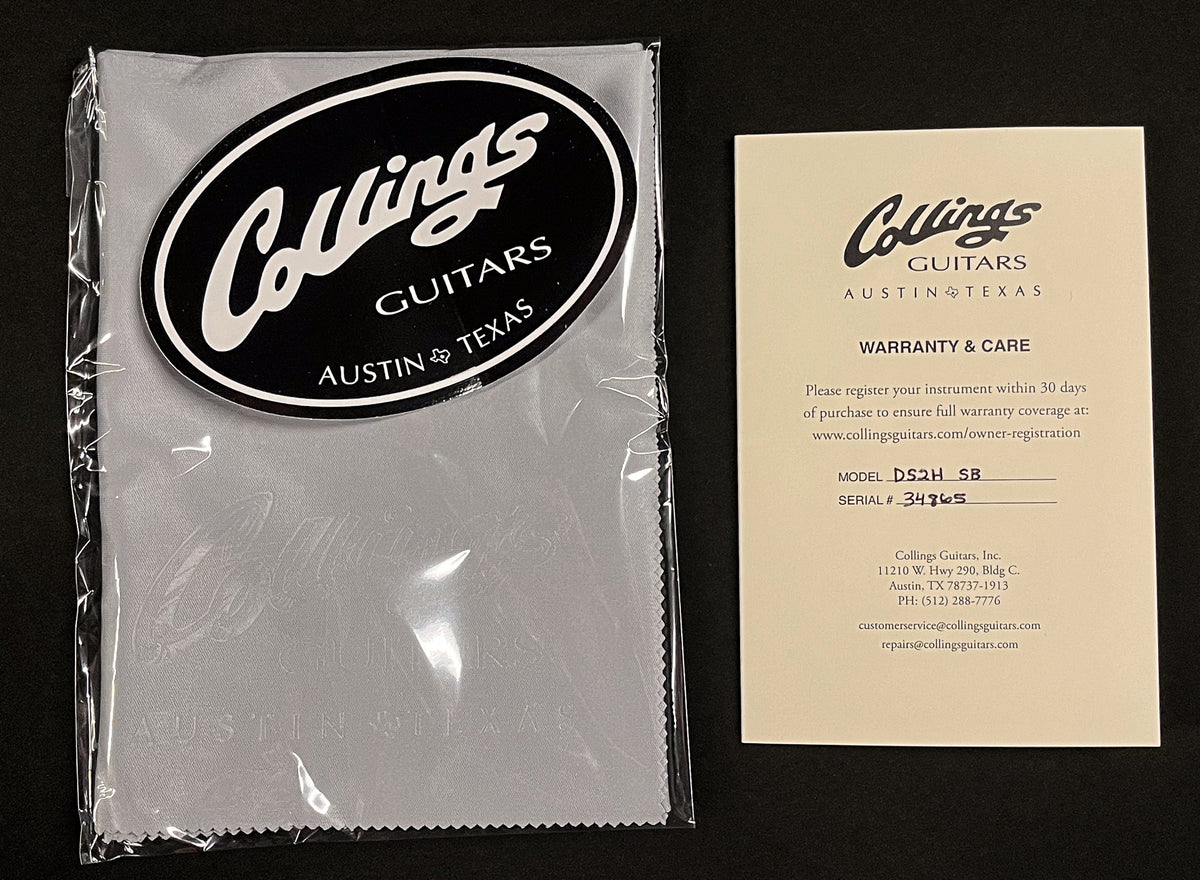 Collings
GUITARS
AUSTIN TEXAS
GUITARS
AUSTIN TEXAS
Collings
GUITARS
AUSTIN TEXAS
WARRANTY & CARE
Please register your instrument within 30 days
of purchase to ensure full warranty coverage at:
www.collingsguitars.com/owner-registration
MODEL DS2H SB
SERIAL # 34865
Collings Guitars, Inc.
11210 W. Hwy 290, Bldg C.
Austin, TX 78737-1913
PH: (512) 288-7776
customerservice@collingsguitars.com
repairs@collingsguitars.com